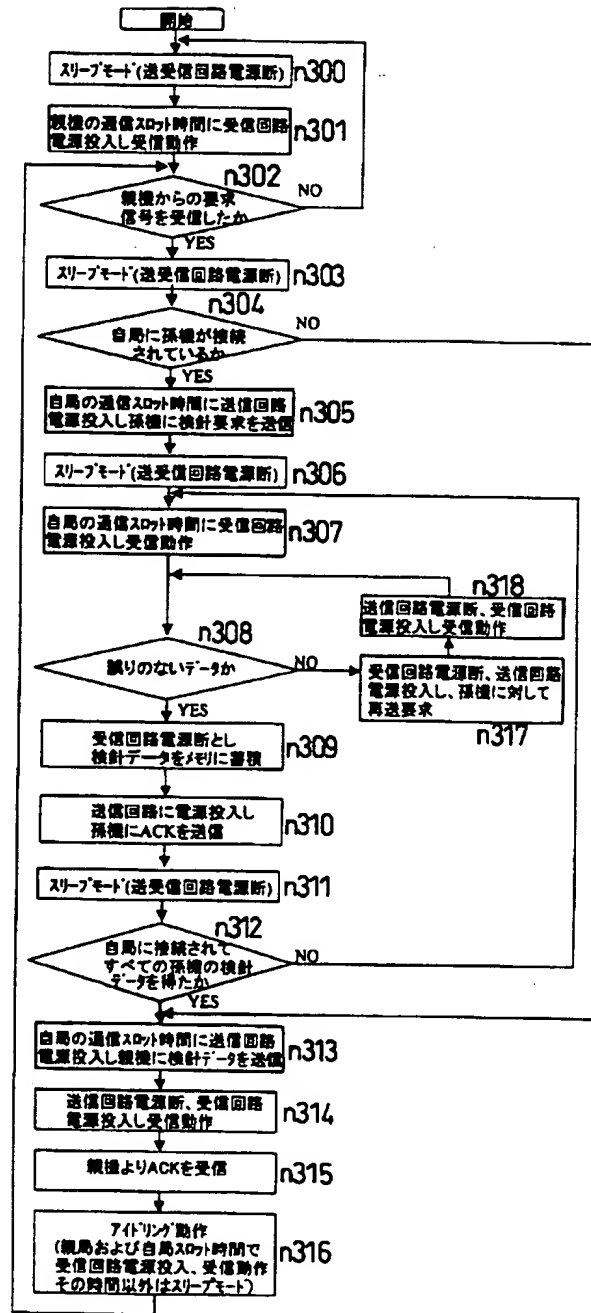 開始
スリープモード(送受信回路電源断)
n300
親機の通信スロット時間に受信回路
電源投入し受信動作
n301
n302
親機からの要求
信号を受信したか
NO
YES
スリープモード(送受信回路電源断)
n303
n304
自局に孫機が接続
されているか
NO
YES
自局の通信スロット時間に送信回路
電源投入し孫機に検針要求を送信
n305
スリープモード(送受信回路電源断)
n306
自局の通信スロット時間に受信回路
電源投入し受信動作
n307
n318
送信回路電源断、受信回路
電源投入し受信動作
n308
誤りのないデータか
NO
受信回路電源断、送信回路
電源投入し、孫機に対して
再送要求
n317
YES
受信回路電源断とし
検針データをメモリに蓄積
n309
送信回路に電源投入し
孫機にACKを送信
n310
スリープモード(送受信回路電源断)
n311
n312
自局に接続されて
すべての孫機の検針
データを得たか
NO
YES
自局の通信スロット時間に送信回路
電源投入し親機に検針データを送信
n313
送信回路電源断、受信回路
電源投入し受信動作
n314
親機よりACKを受信
n315
アイドリング動作
(親局および自局スロット時間で
受信回路電源投入、受信動作
その時間以外はスリープモード)
n316